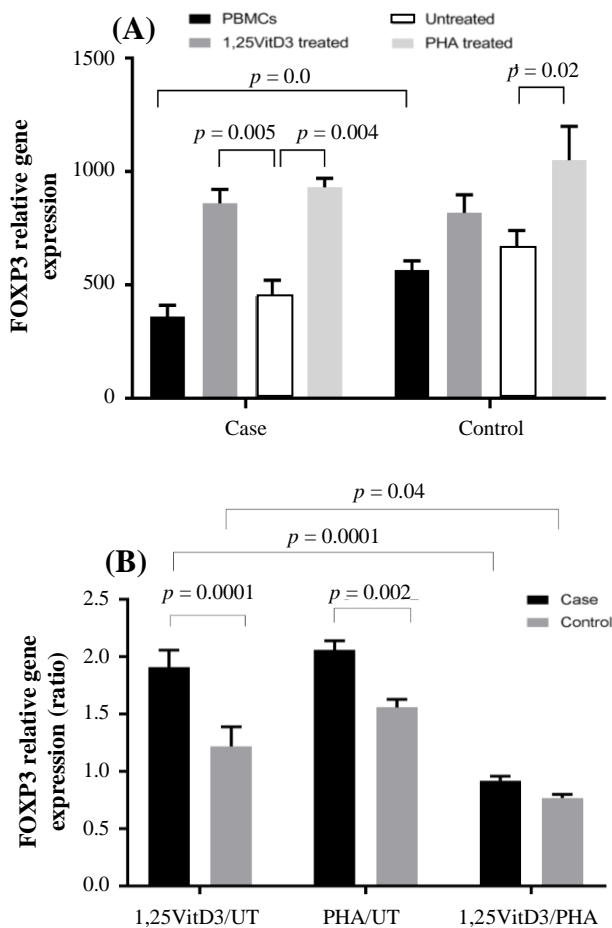 (A)
PBMCs
Untreated
1,25VitD3 treated
PHA treated
FOXP3 relative gene
expression
1500
1000
500
0
p = 0.0
p = 0.02
p = 0.005
p = 0.004
Case
Control
(B)
p = 0.04
p = 0.0001
p = 0.0001
p = 0.002
Case
Control
FOXP3 relative gene
expression (ratio)
2.5
2.0
1.5
1.0
0.5
0.0
1,25VitD3/UT
PHA/UT
1,25VitD3/PHA